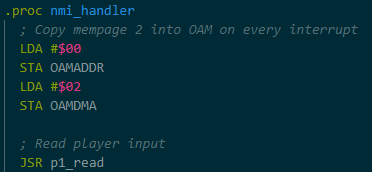 .proc nmi_handler
; Copy mempage 2 into OAM on every interrupt
LDA #$00
STA OAMADDR
LDA #$02
STA OAMDMA
; Read player input
JSR p1_read